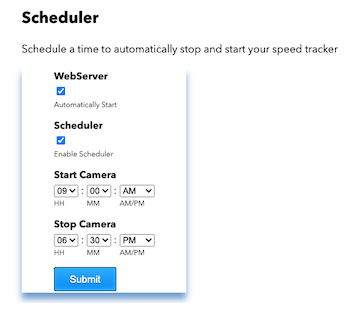 Scheduler
Schedule a time to automatically stop and start your speed tracker
WebServer
Automatically Start
Scheduler
Enable Scheduler
Start Camera
09 : 00 : AM
HH MM AM/PM
Stop Camera
06 : 30 : PM
HH MM AM/PM
Submit